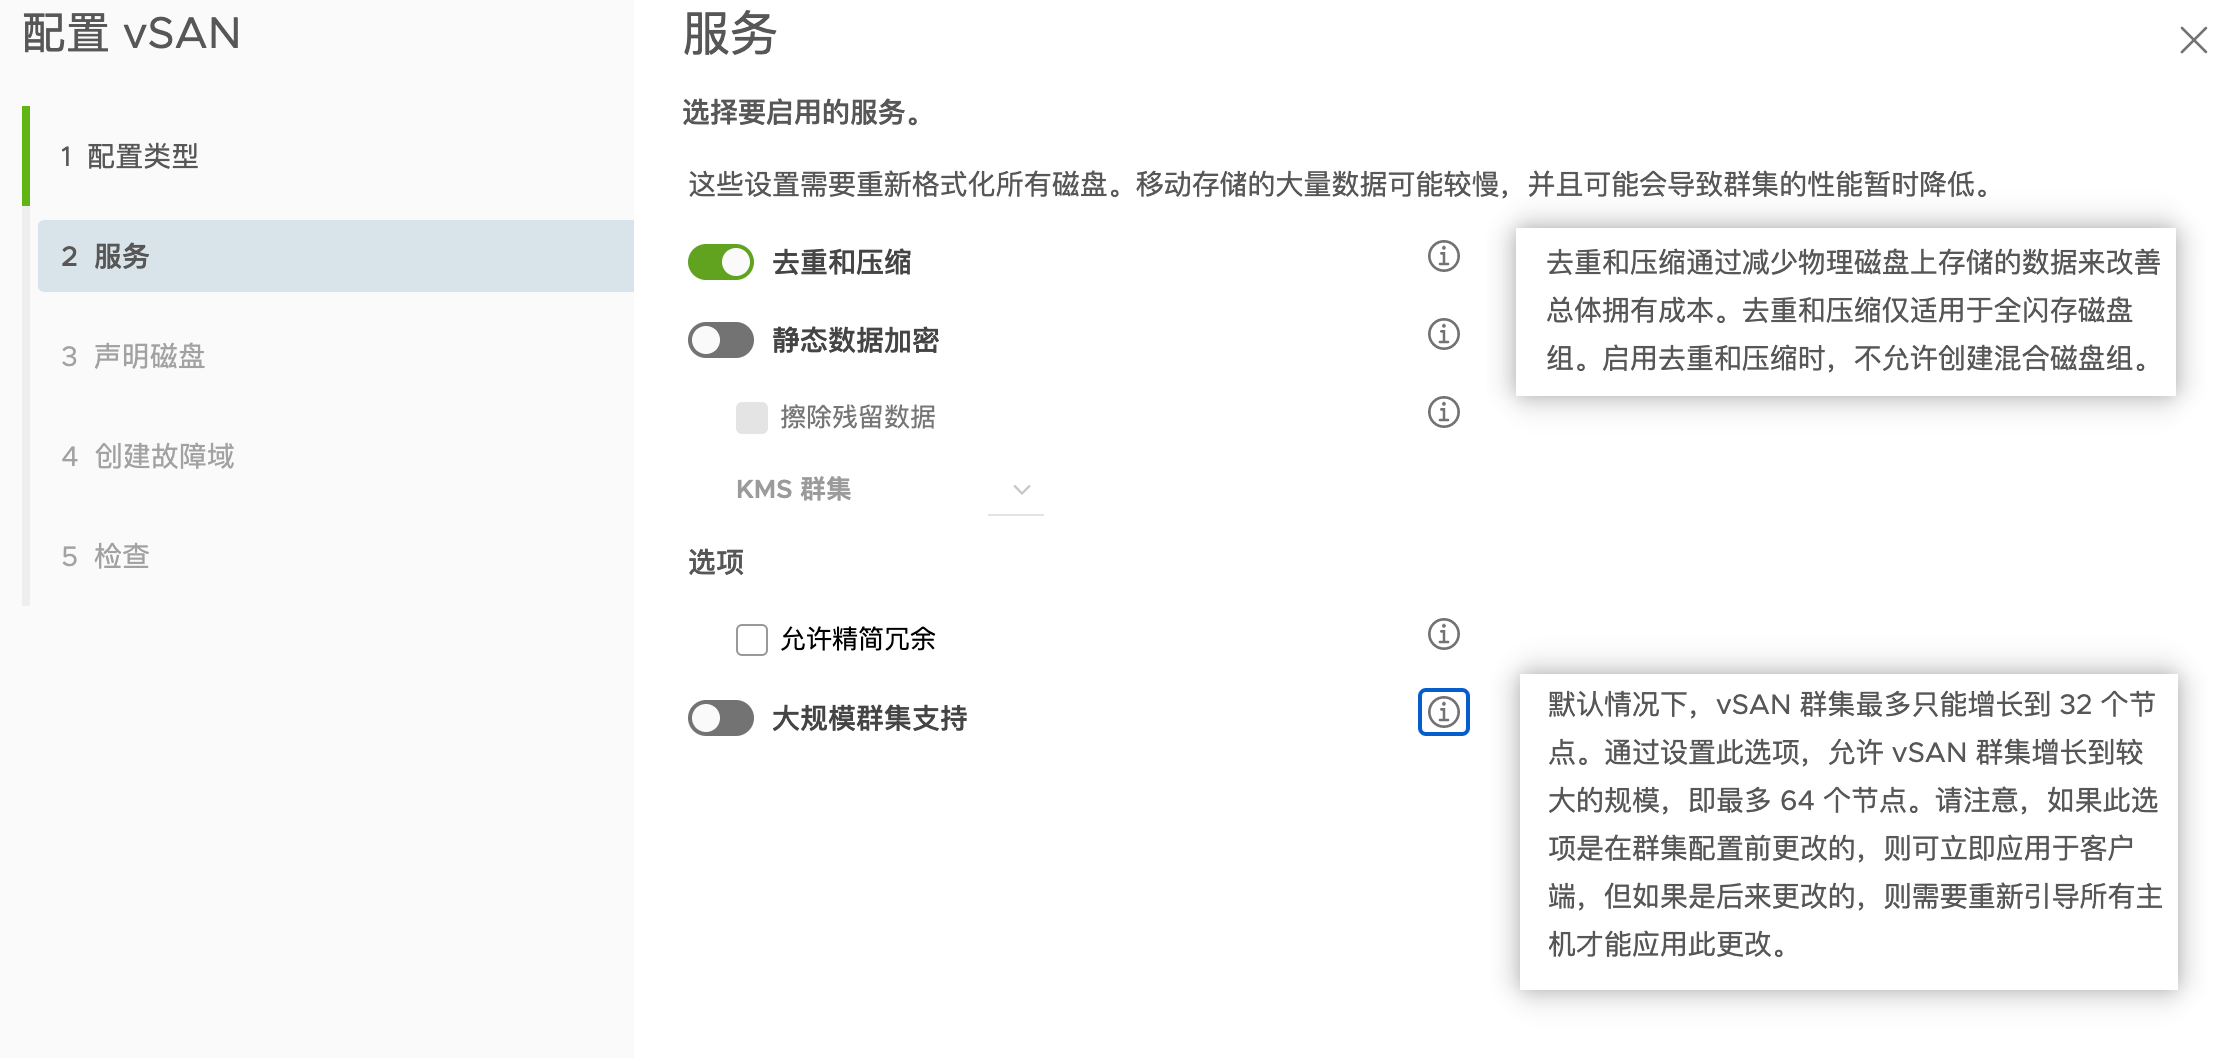 配置 vSAN
1 配置类型
2 服务
3 声明磁盘
4 创建故障域
5 检查
服务
选择要启用的服务。
这些设置需要重新格式化所有磁盘。移动存储的大量数据可能较慢，并且可能会导致群集的性能暂时降低。
去重和压缩
去重和压缩通过减少物理磁盘上存储的数据来改善
总体拥有成本。去重和压缩仅适用于全闪存磁盘
组。启用去重和压缩时，不允许创建混合磁盘组。
静态数据加密
擦除残留数据
KMS 群集
选项
允许精简冗余
大规模群集支持
默认情况下，vSAN 群集最多只能增长到 32 个节
点。通过设置此选项，允许 vSAN 群集增长到较
大的规模，即最多 64 个节点。请注意，如果此选
项是在群集配置前更改的，则可立即应用于客户
端，但如果是后来更改的，则需要重新引导所有主
机才能应用此更改。